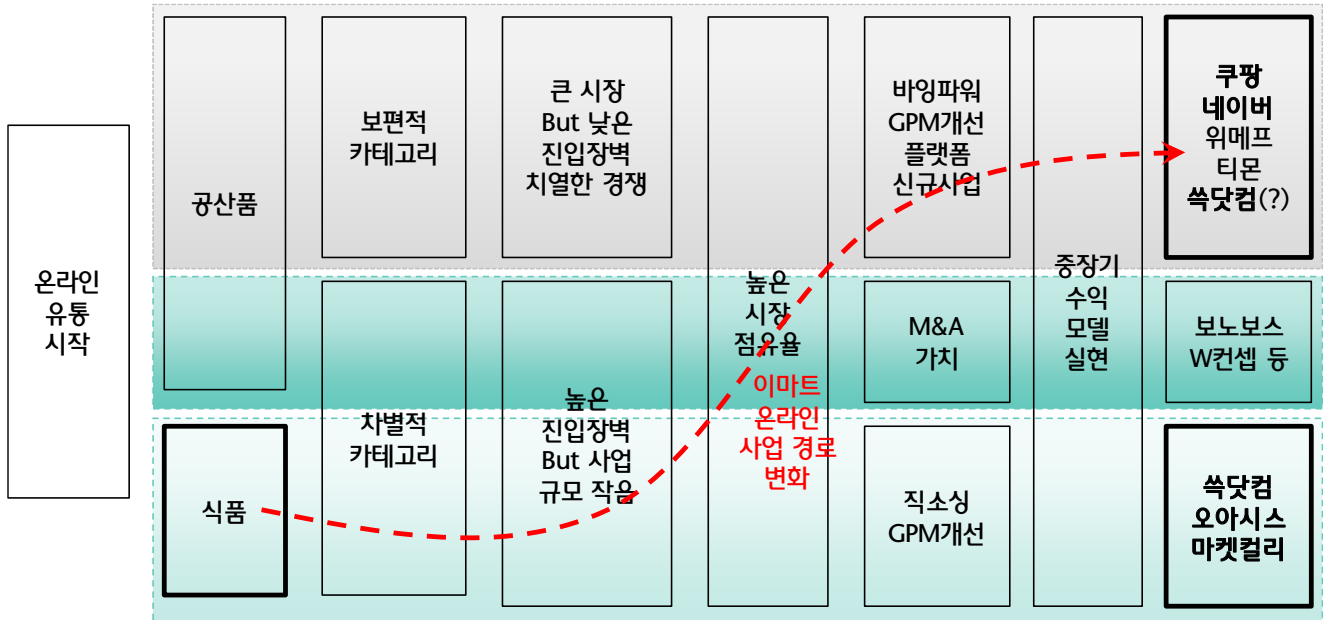 온라인
유통
시작
공산품
식품
보편적
카테고리
차별적
카테고리
큰 시장
But 낮은
진입장벽
치열한 경쟁
높은
진입장벽
But 사업
규모 작음
높은
시장
점유율
이마트
온라인
사업 경로
변화
바잉파워
GPM개선
플랫폼
신규사업
M&A
가치
직소싱
GPM개선
중장기
수익
모델
실현
쿠팡
네이버
위메프
티몬
쓱닷컴(?)
보노보스
W컨셉 등
쓱닷컴
오아시스
마켓컬리